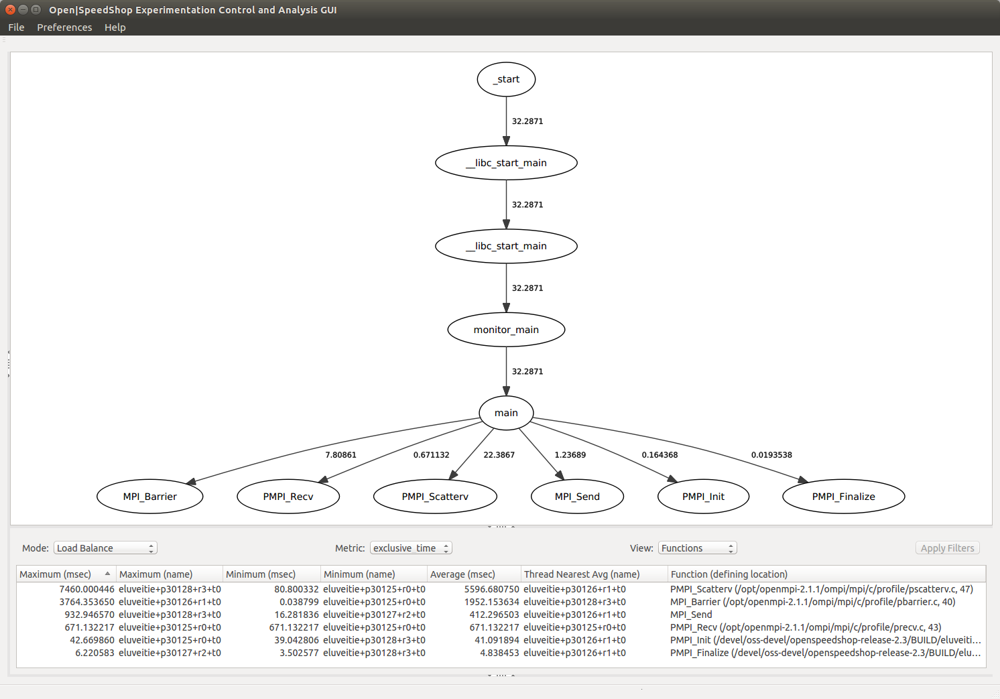 Open|SpeedShop Experimentation Control and Analysis GUI
File Preferences Help
_start
32.2871
__libc_start_main
32.2871
__libc_start_main
32.2871
monitor_main
32.2871
main
7.80861 0.671132 22.3867 1.23689 0.164368 0.0193538
MPI_Barrier PMPI_Recv PMPI_Scatterv MPI_Send PMPI_Init PMPI_Finalize
Mode: Load Balance Metric: exclusive_time View: Functions Apply Filters
Maximum (msec) Maximum (name) Minimum (msec) Minimum (name) Average (msec) Thread Nearest Avg (name) Function (defining location)
7460.000446 eluveitie+p30128+r3+t0 80.800332 eluveitie+p30125+r0+t0 5596.680750 eluveitie+p30126+r1+t0 PMPI_Scatterv (/opt/openmpi-2.1.1/ompi/mpi/c/profile/pscatterv.c, 47)
3764.353650 eluveitie+p30126+r1+t0 0.038799 eluveitie+p30125+r0+t0 1952.153634 eluveitie+p30128+r3+t0 MPI_Barrier (/opt/openmpi-2.1.1/ompi/mpi/c/profile/pbarrier.c, 40)
932.946570 eluveitie+p30128+r3+t0 16.281836 eluveitie+p30127+r2+t0 412.296503 eluveitie+p30126+r1+t0 MPI_Send
671.132217 eluveitie+p30125+r0+t0 671.132217 eluveitie+p30125+r0+t0 671.132217 eluveitie+p30125+r0+t0 PMPI_Recv (/opt/openmpi-2.1.1/ompi/mpi/c/profile/precv.c, 43)
42.669860 eluveitie+p30125+r0+t0 39.042806 eluveitie+p30128+r3+t0 41.091894 eluveitie+p30126+r1+t0 PMPI_Init (/devel/oss-devel/openspeedshop-release-2.3/BUILD/eluveiti...
6.220583 eluveitie+p30127+r2+t0 3.502577 eluveitie+p30128+r3+t0 4.838453 eluveitie+p30126+r1+t0 PMPI_Finalize (/devel/oss-devel/openspeedshop-release-2.3/BUILD/elu...